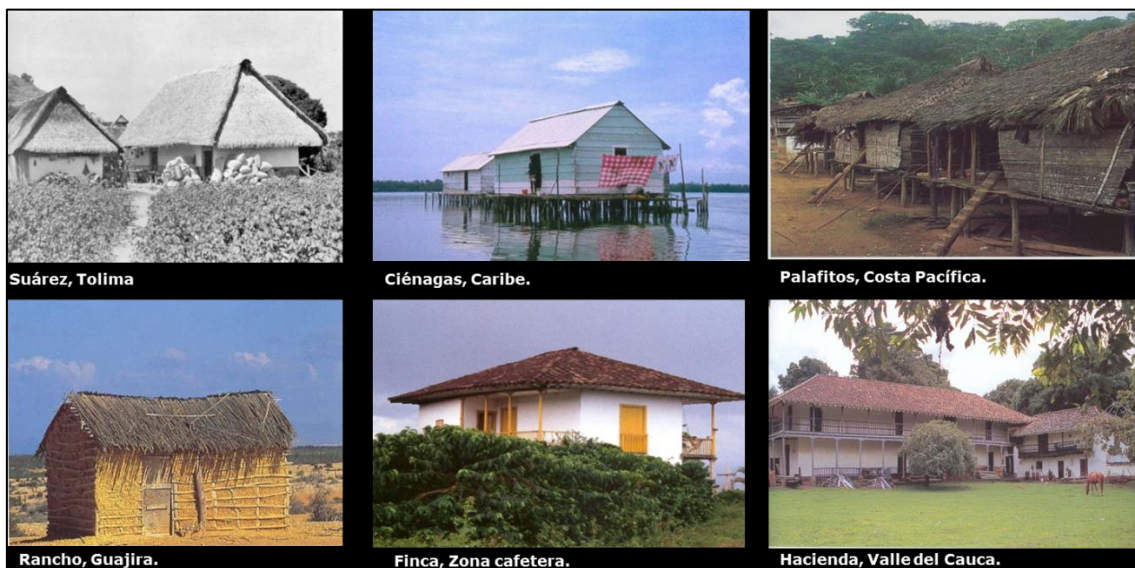 Suárez, Tolima
Ciénagas, Caribe.
Palafitos, Costa Pacífica.
Rancho, Guajira.
Finca, Zona cafetera.
Hacienda, Valle del Cauca.